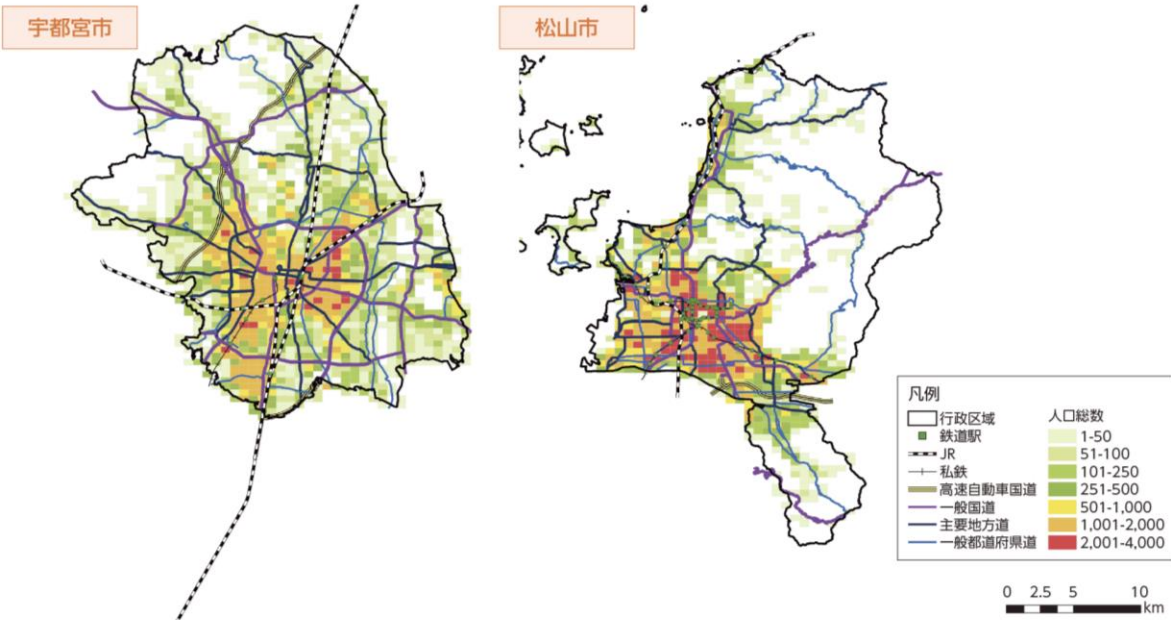 宇都宮市
松山市
凡例
行政区域
鉄道駅
JR
私鉄
高速自動車国道
一般国道
主要地方道
一般都道府県道
人口総数
1-50
51-100
101-250
251-500
501-1,000
1,001-2,000
2,001-4,000
0 2.5 5 10
km